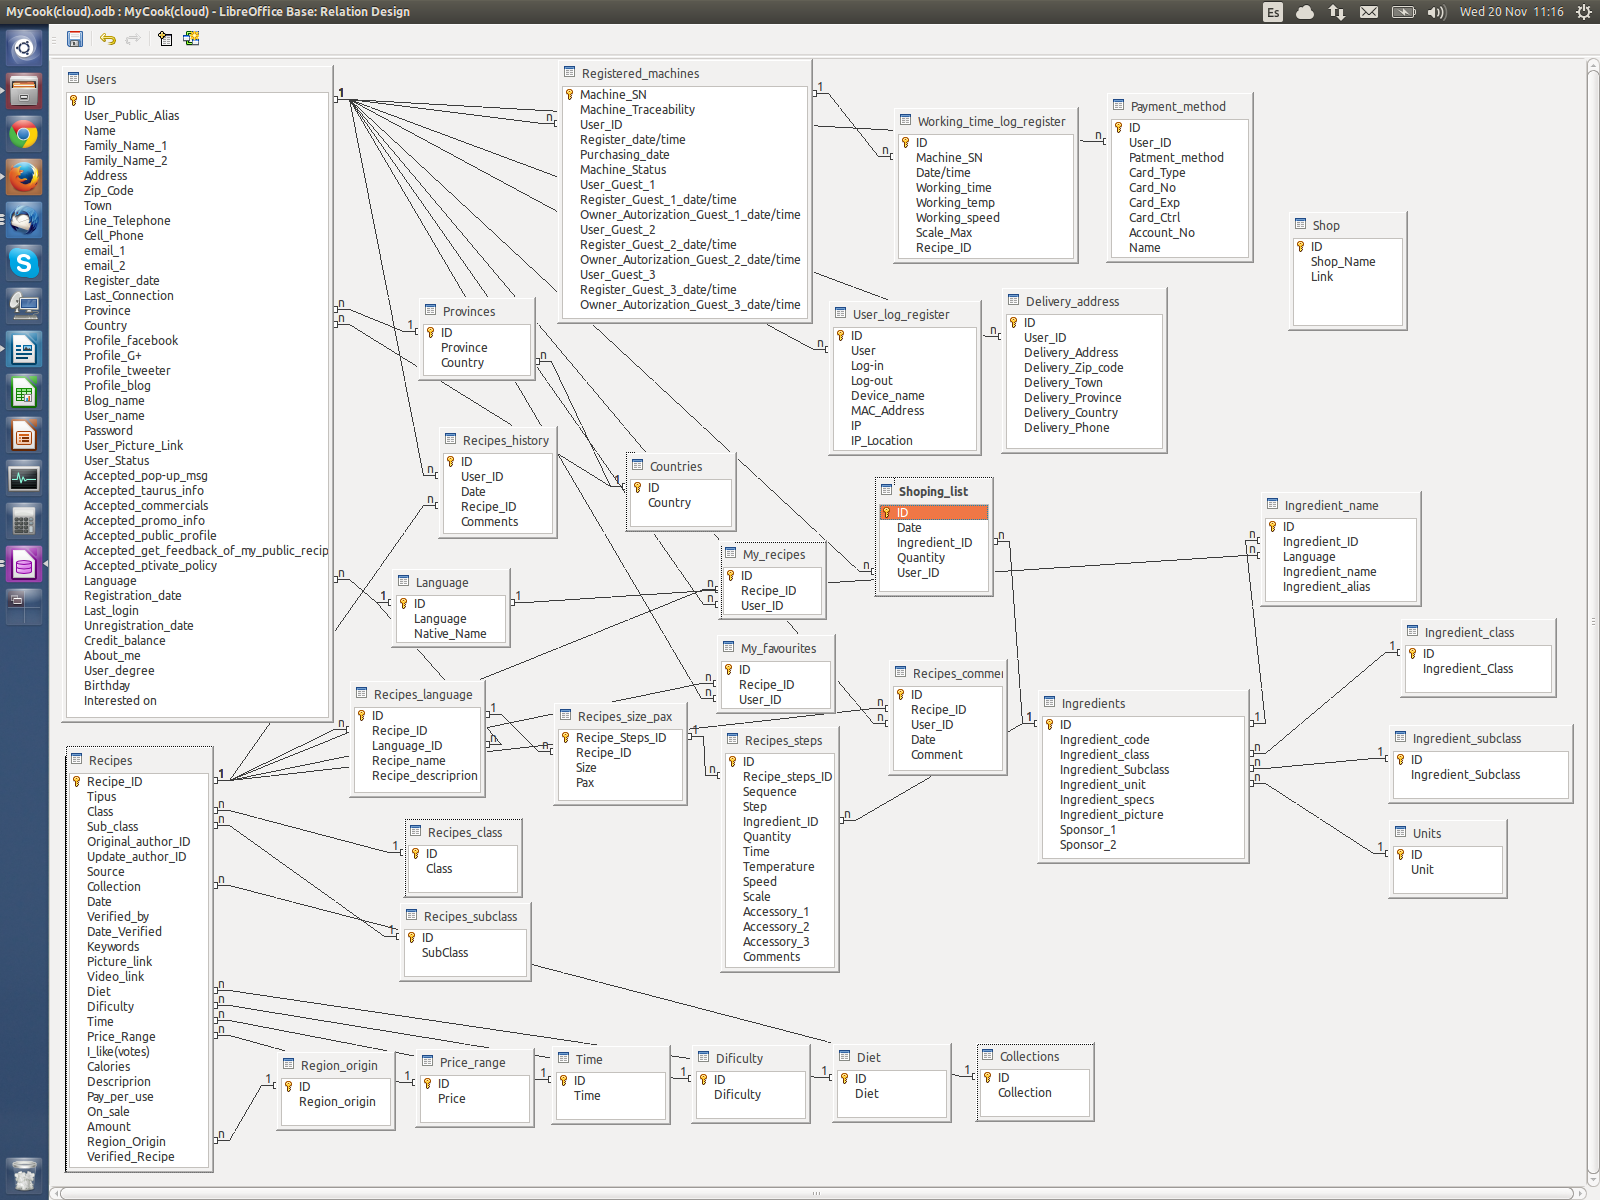 MyCook(cloud).odb : MyCook(cloud) - LibreOffice Base: Relation Design
Es
Wed 20 Nov 11:16
Users
ID
User_Public_Alias
Name
Family_Name_1
Family_Name_2
Address
Zip_Code
Town
Line_Telephone
Cell_Phone
email_1
email_2
Register_date
Last_Connection
Province
Country
Profile_facebook
Profile_G+
Profile_tweeter
Profile_blog
Blog_name
User_name
Password
User_Picture_Link
User_Status
Accepted_pop-up_msg
Accepted_taurus_info
Accepted_commercials
Accepted_promo_info
Accepted_public_profile
Accepted_get_feedback_of_my_public_recip
Accepted_ptivate_policy
Language
Registration_date
Last_login
Unregistration_date
Credit_balance
About_me
User_degree
Birthday
Interested on
Registered_machines
Machine_SN
Machine_Traceability
User_ID
Register_date/time
Purchasing_date
Machine_Status
User_Guest_1
Register_Guest_1_date/time
Owner_Autorization_Guest_1_date/time
User_Guest_2
Register_Guest_2_date/time
Owner_Autorization_Guest_2_date/time
User_Guest_3
Register_Guest_3_date/time
Owner_Autorization_Guest_3_date/time
Working_time_log_register
ID
Machine_SN
Date/time
Working_time
Working_temp
Working_speed
Scale_Max
Recipe_ID
Payment_method
ID
User_ID
Patment_method
Card_Type
Card_No
Card_Exp
Card_Ctrl
Account_No
Name
Shop
ID
Shop_Name
Link
Provinces
ID
Province
Country
User_log_register
ID
User
Log-in
Log-out
Device_name
MAC_Address
IP
IP_Location
Delivery_address
ID
User_ID
Delivery_Address
Delivery_Zip_code
Delivery_Town
Delivery_Province
Delivery_Country
Delivery_Phone
Recipes_history
ID
User_ID
Date
Recipe_ID
Comments
Countries
ID
Country
Shoping_list
ID
Date
Ingredient_ID
Quantity
User_ID
Ingredient_name
ID
Ingredient_ID
Language
Ingredient_name
Ingredient_alias
My_recipes
ID
Recipe_ID
User_ID
Language
ID
Language
Native_Name
My_favourites
ID
Recipe_ID
User_ID
Recipes_commen
ID
Recipe_ID
User_ID
Date
Comment
Ingredient_class
ID
Ingredient_Class
Recipes_language
ID
Recipe_ID
Language_ID
Recipe_name
Recipe_descriprion
Recipes_size_pax
Recipe_Steps_ID
Recipe_ID
Size
Pax
Ingredients
ID
Ingredient_code
Ingredient_class
Ingredient_Subclass
Ingredient_unit
Ingredient_specs
Ingredient_picture
Sponsor_1
Sponsor_2
Recipes_steps
ID
Recipe_steps_ID
Sequence
Step
Ingredient_ID
Quantity
Time
Temperature
Speed
Scale
Accessory_1
Accessory_2
Accessory_3
Comments
Ingredient_subclass
ID
Ingredient_Subclass
Units
ID
Unit
Recipes
Recipe_ID
Tipus
Class
Sub_class
Original_author_ID
Update_author_ID
Source
Collection
Date
Verified_by
Date_Verified
Keywords
Picture_link
Video_link
Diet
Dificulty
Time
Price_Range
I_like(votes)
Calories
Descriprion
Pay_per_use
On_sale
Amount
Region_Origin
Verified_Recipe
Recipes_class
ID
Class
Recipes_subclass
ID
SubClass
Region_origin
ID
Region_origin
Price_range
ID
Price
Time
ID
Time
Dificulty
ID
Dificulty
Diet
ID
Diet
Collections
ID
Collection